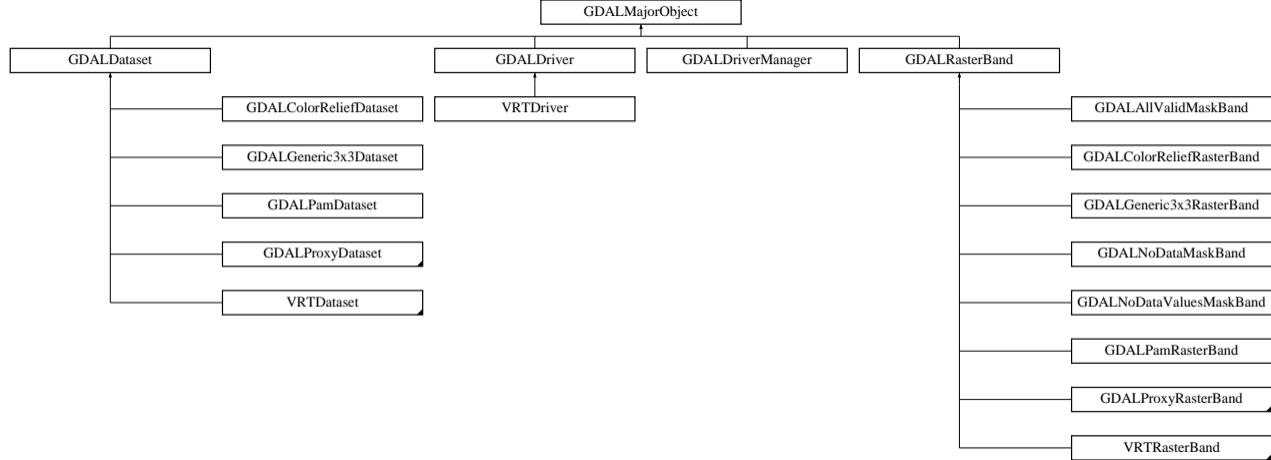 GDALMajorObject
GDALDataset
GDALDriver
GDALDriverManager
GDALRasterBand
GDALColorReliefDataset
VRTDriver
GDALAllValidMaskBand
GDALGeneric3x3Dataset
GDALColorReliefRasterBand
GDALPamDataset
GDALGeneric3x3RasterBand
GDALProxyDataset
GDALNoDataMaskBand
VRTDataset
GDALNoDataValuesMaskBand
GDALPamRasterBand
GDALProxyRasterBand
VRTRasterBand